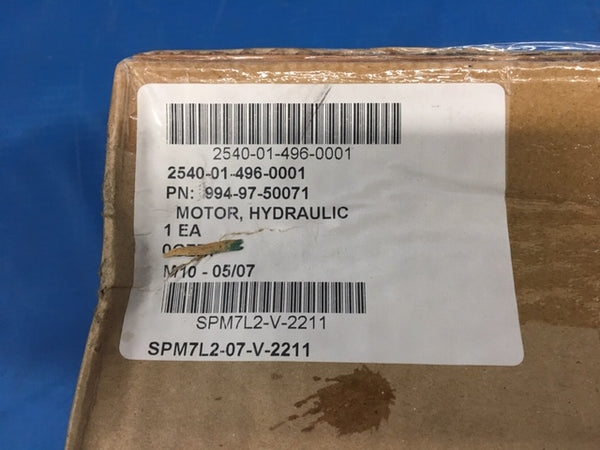 2540-01-496-0001
2540-01-496-0001
PN: 994-97-50071
MOTOR, HYDRAULIC
1 EA
M10 - 05/07
SPM7L2-V-2211
SPM7L2-07-V-2211